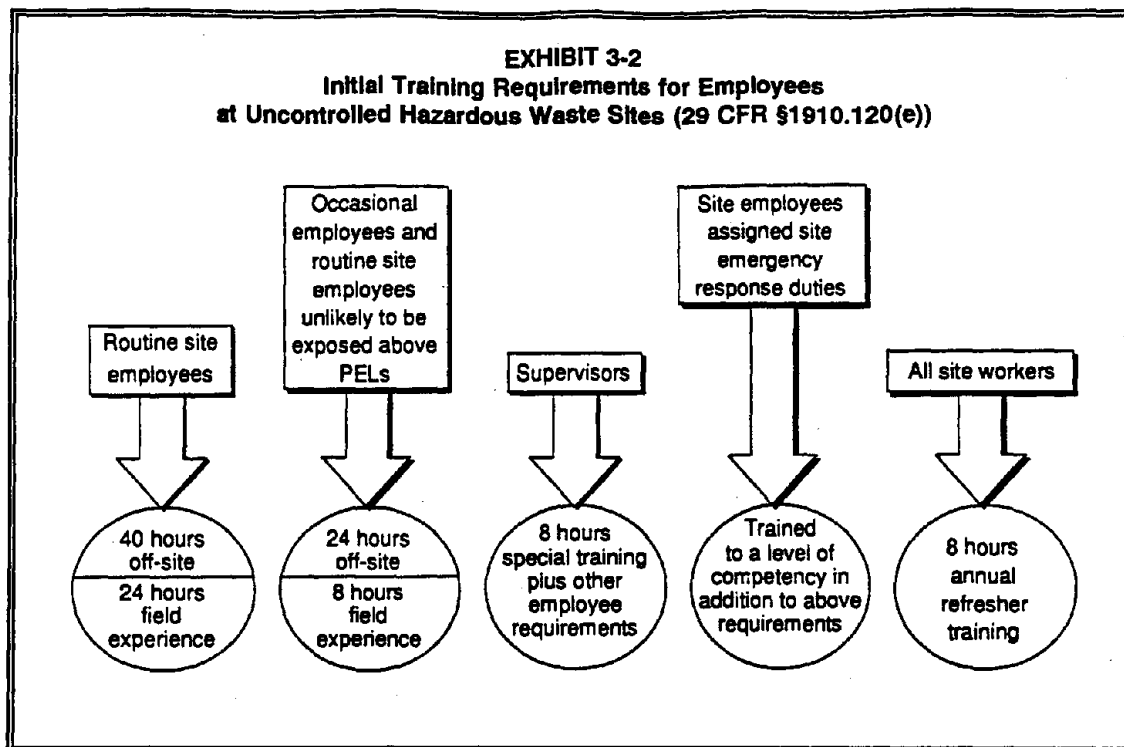 EXHIBIT 3-2
Initial Training Requirements for Employees
at Uncontrolled Hazardous Waste Sites (29 CFR §1910.120(e))
Routine site
employees
Occasional
employees and
routine site
employees
unlikely to be
exposed above
PELs
Supervisors
Site employees
assigned site
emergency
response duties
All site workers
40 hours
off-site
24 hours
field
experience
24 hours
off-site
8 hours
field
experience
8 hours
special training
plus other
employee
requirements
Trained
to a level of
competency in
addition to above
requirements
8 hours
annual
refresher
training